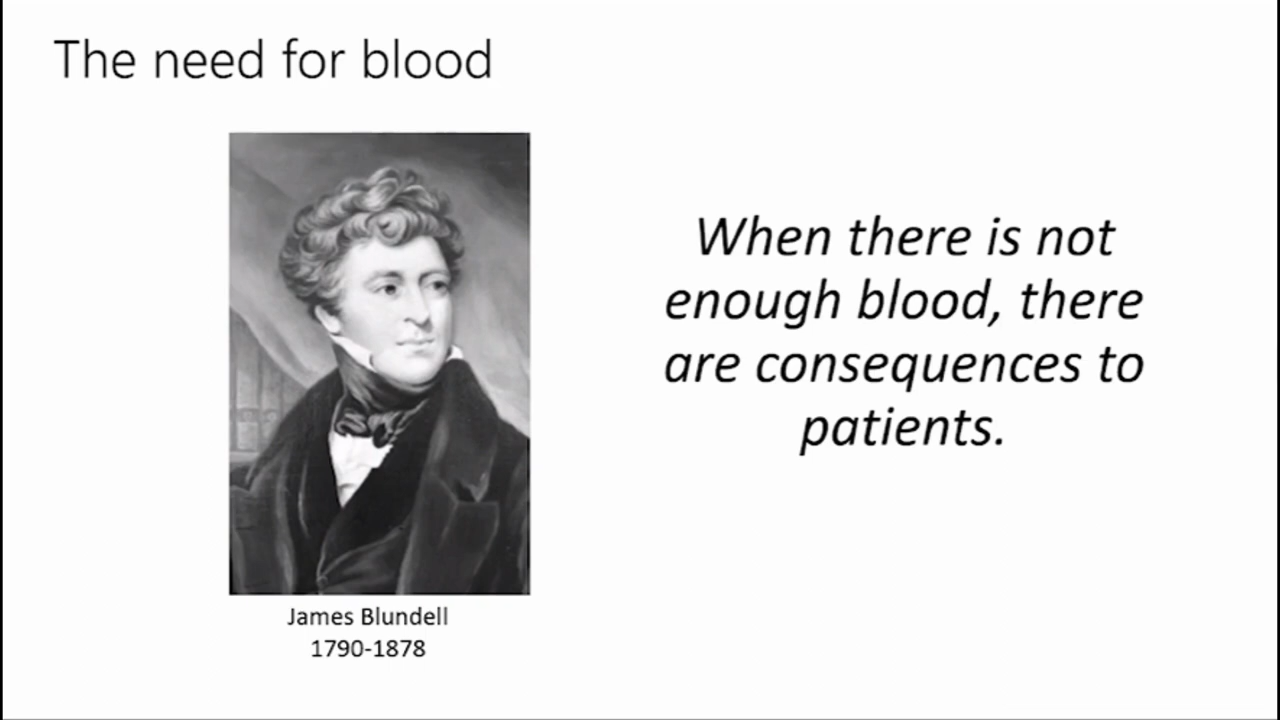 The need for blood
When there is not
enough blood, there
are consequences to
patients.
James Blundell
1790-1878